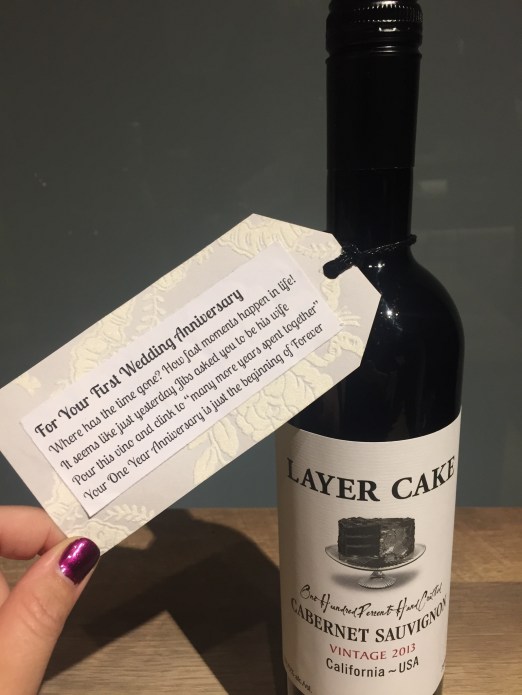 For Your First Wedding Anniversary
Where has the time gone? How fast moments happen in life!
It seems like just yesterday Jibs asked you to be his wife
Pour this vino and clink to "many more years spent together"
Your One Year Anniversary is just the beginning of Forever
LAYER CAKE
One Hundred Percent Hand Crafted
CABERNET SAUVIGNON
VINTAGE 2013
California ~ USA